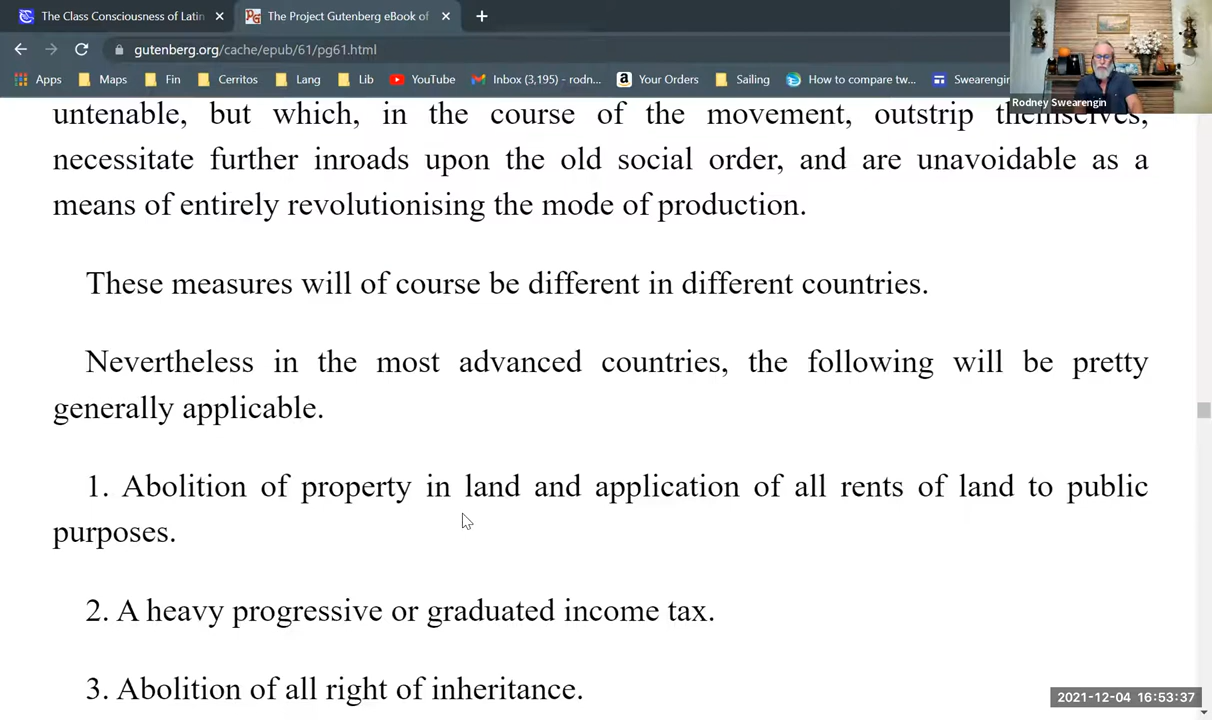 The Class Consciousness of Latin
The Project Gutenberg eBook of
gutenberg.org/cache/epub/61/pg61.html
Apps Maps Fin Cerritos Lang Lib YouTube Inbox (3,195) - rodn... Your Orders Sailing How to compare tw... Swearengin
Rodney Swearengin
untenable, but which, in the course of the movement, outstrip themselves,
necessitate further inroads upon the old social order, and are unavoidable as a
means of entirely revolutionising the mode of production.
These measures will of course be different in different countries.
Nevertheless in the most advanced countries, the following will be pretty
generally applicable.
1. Abolition of property in land and application of all rents of land to public
purposes.
2. A heavy progressive or graduated income tax.
3. Abolition of all right of inheritance.
2021-12-04 16:53:37